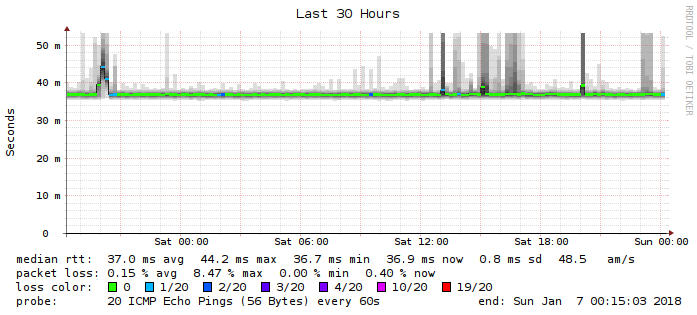 Last 30 Hours
RRDTOOL / TOBI OETIKER
Seconds
50 m
40 m
30 m
20 m
10 m
0
Sat 00:00 Sat 06:00 Sat 12:00 Sat 18:00 Sun 00:00
median rtt: 37.0 ms avg 44.2 ms max 36.7 ms min 36.9 ms now 0.8 ms sd 48.5 am/s
packet loss: 0.15 % avg 8.47 % max 0.00 % min 0.40 % now
loss color: 0 1/20 2/20 3/20 4/20 10/20 19/20
probe: 20 ICMP Echo Pings (56 Bytes) every 60s end: Sun Jan 7 00:15:03 2018